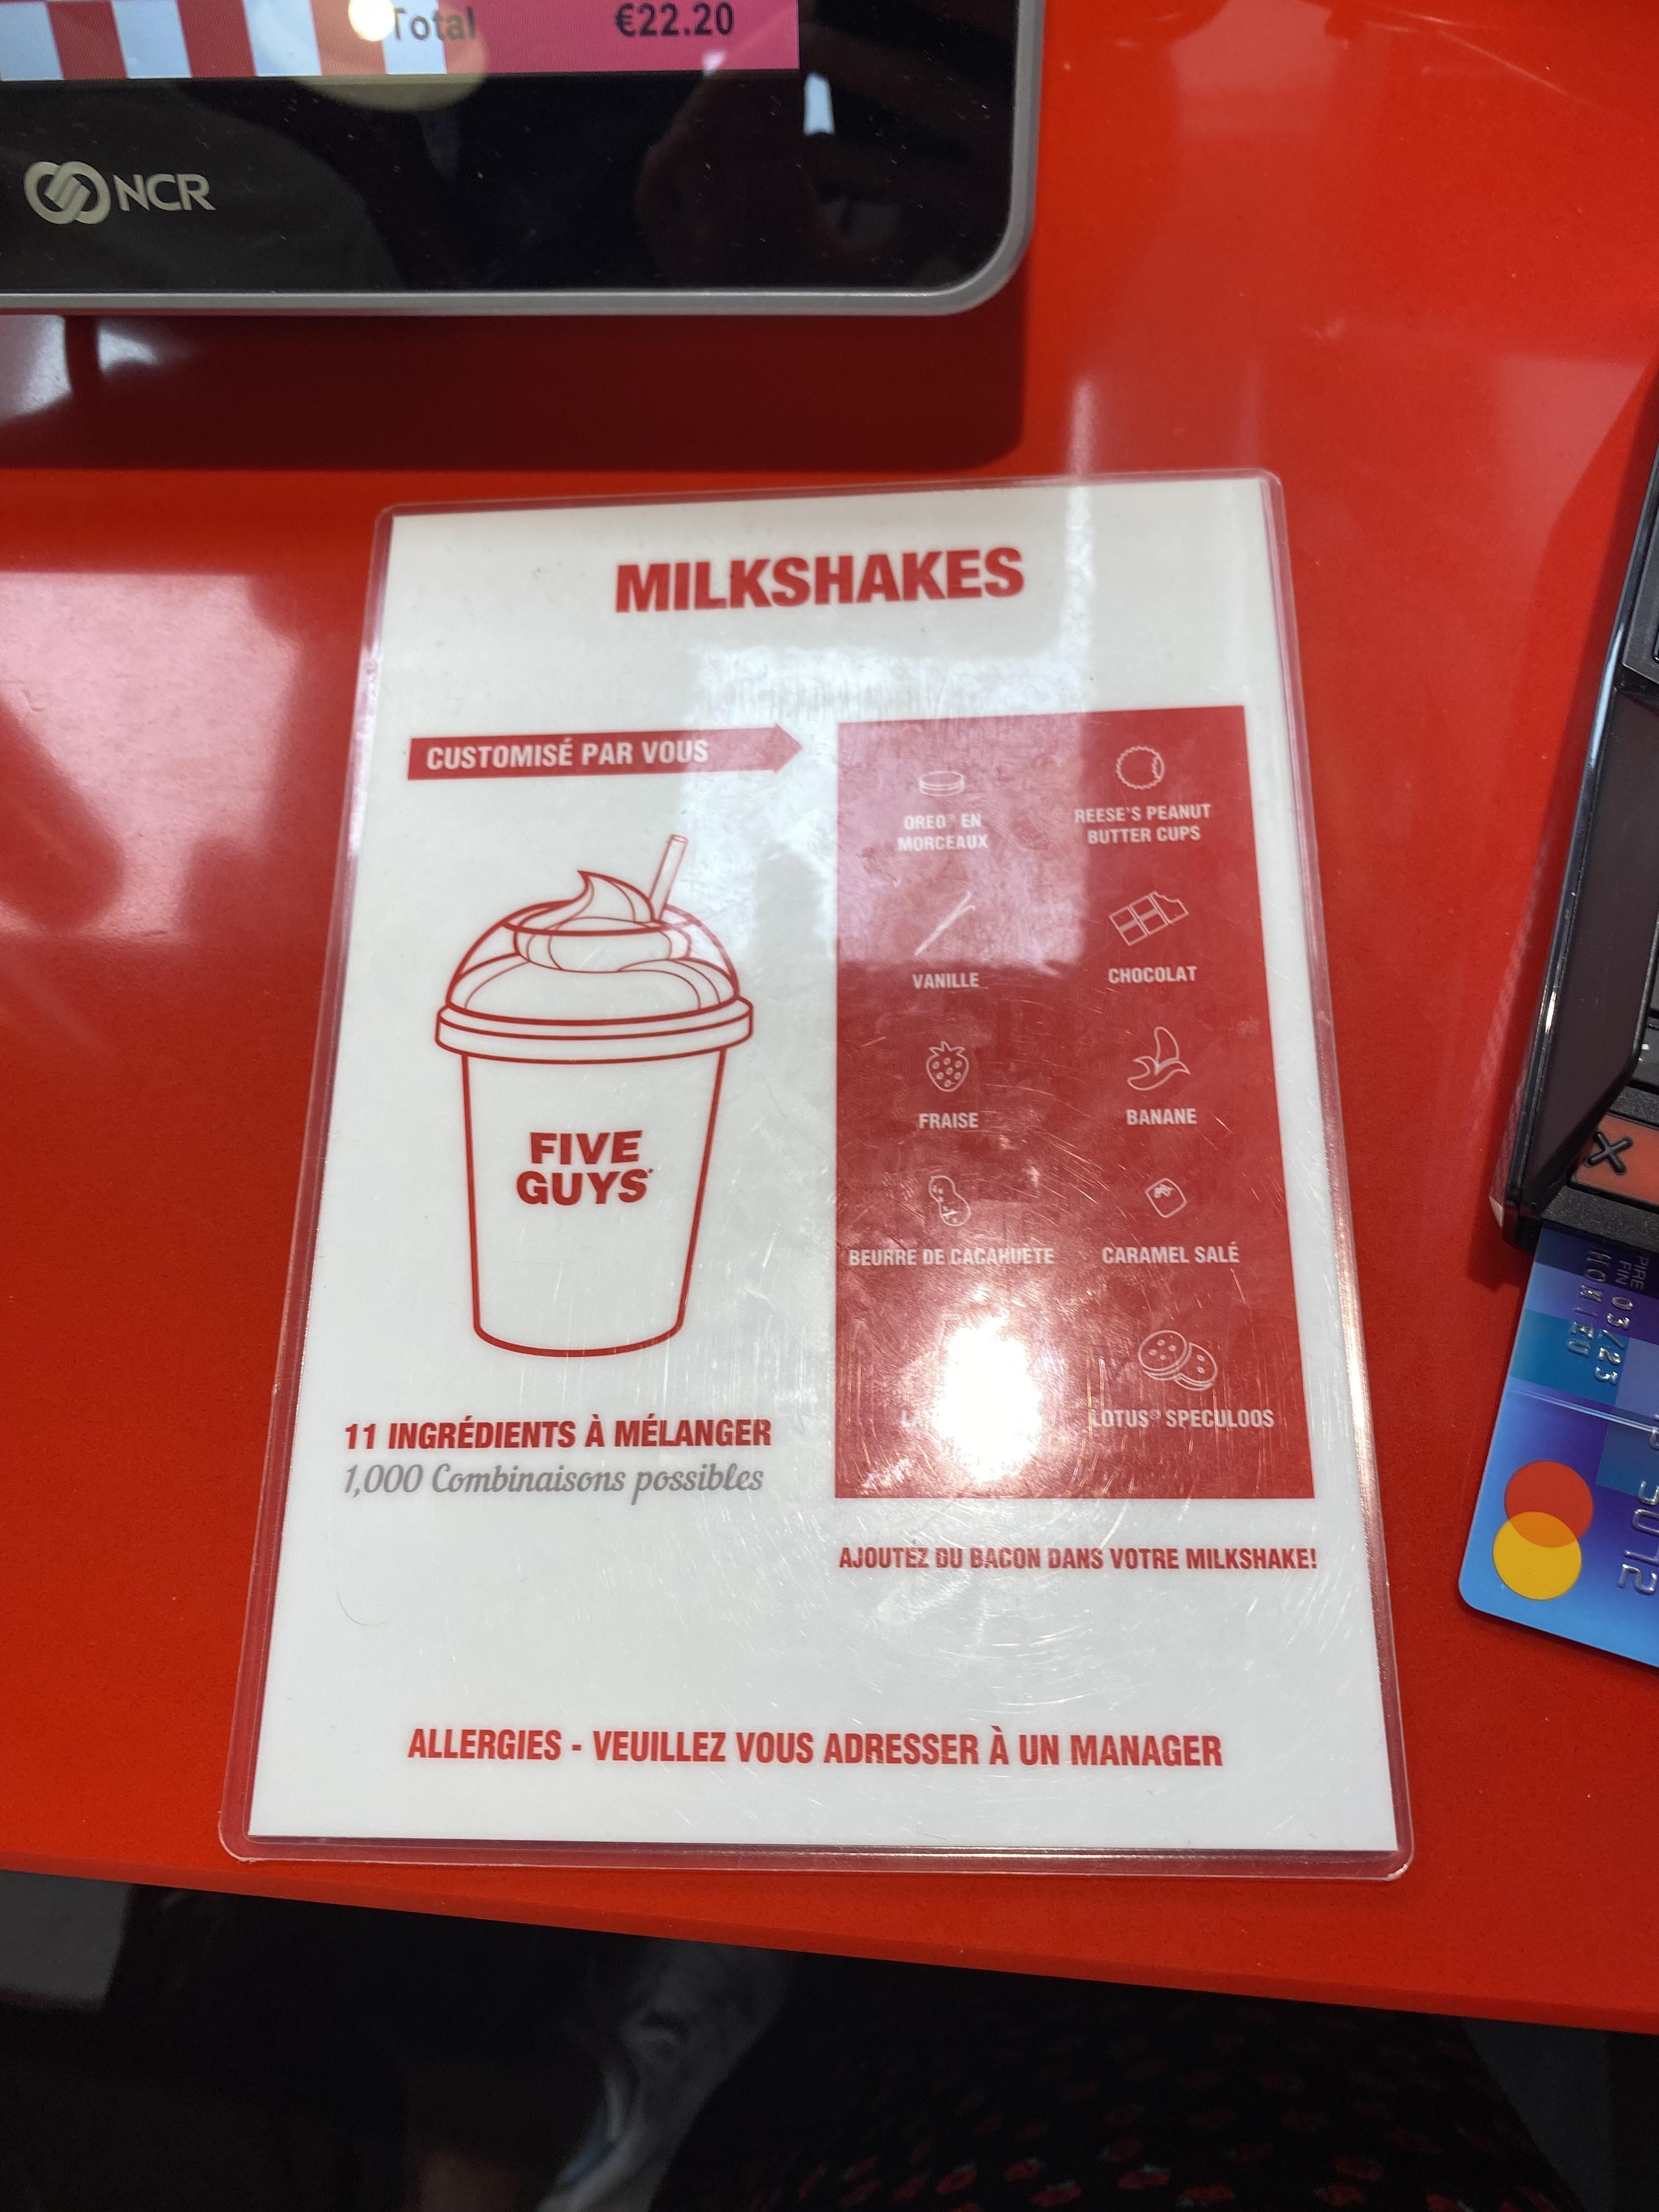 Total €22.20
NCR
MILKSHAKES
CUSTOMISÉ PAR VOUS
OREO® EN
MORCEAUX
REESE'S PEANUT
BUTTER CUPS
VANILLE
CHOCOLAT
FRAISE
BANANE
BEURRE DE CACAHUÈTE
CARAMEL SALÉ
LOTUS® SPECULOOS
FIVE
GUYS
11 INGRÉDIENTS À MÉLANGER
1,000 Combinaisons possibles
AJOUTEZ DU BACON DANS VOTRE MILKSHAKE!
ALLERGIES - VEUILLEZ VOUS ADRESSER À UN MANAGER